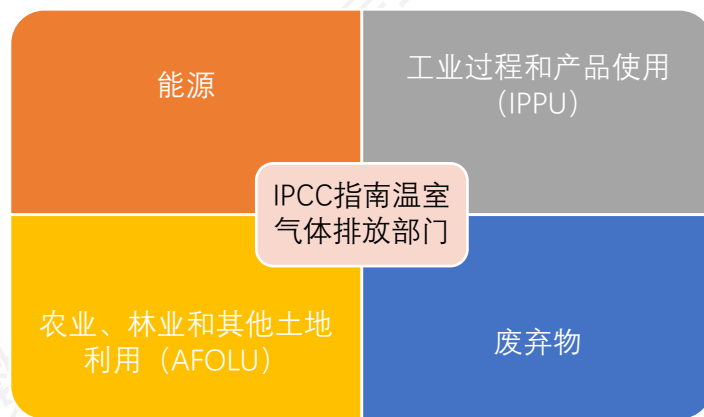 能源
工业过程和产品使用
（IPPU）
IPCC指南温室
气体排放部门
农业、林业和其他土地
利用（AFOLU）
废弃物